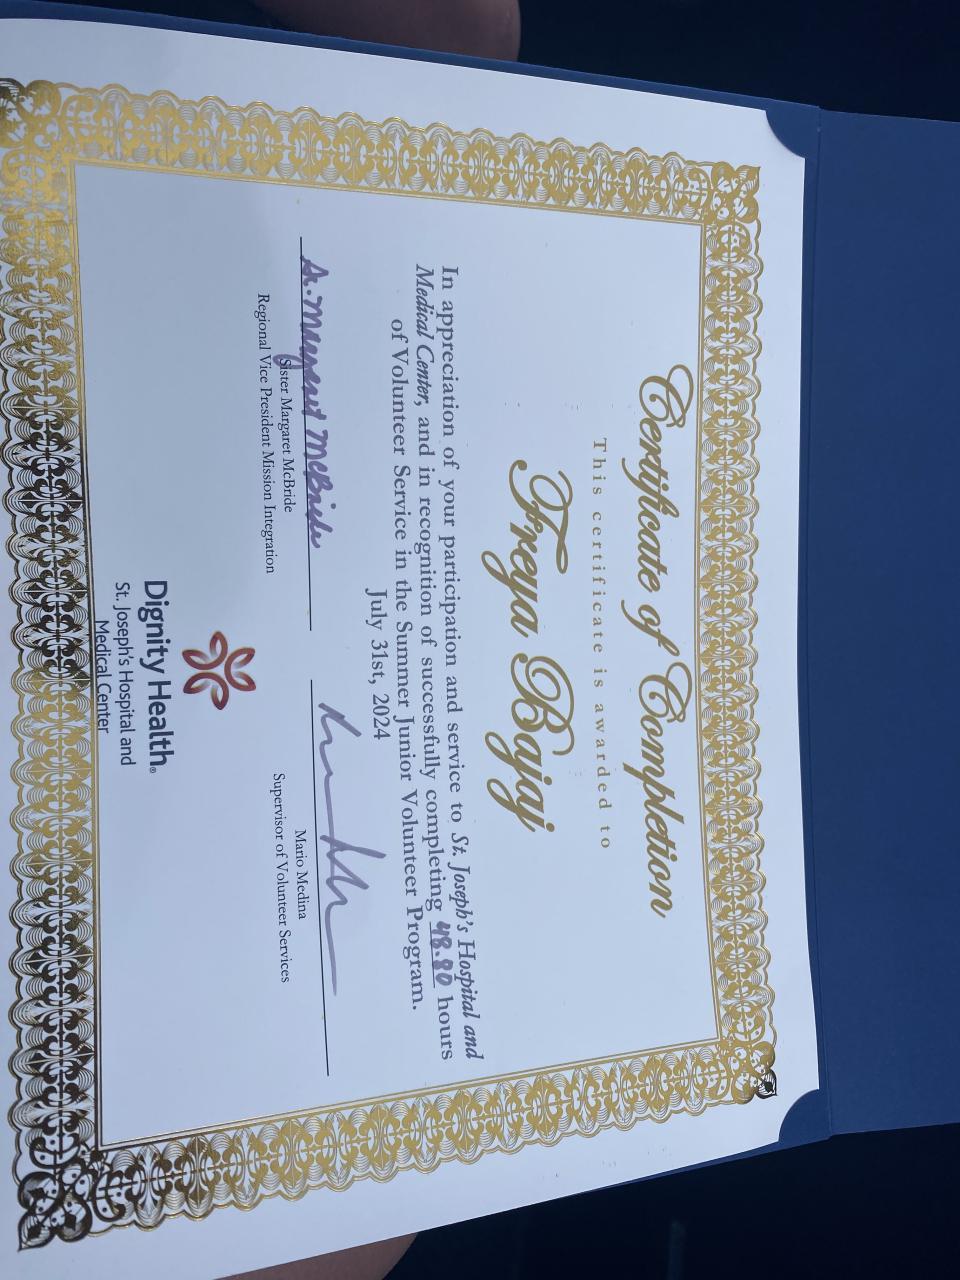 Certificate of Completion
This certificate is awarded to
Freya Bajaj
In appreciation of your participation and service to St. Joseph's Hospital and
Medical Center, and in recognition of successfully completing 48.80 hours
of Volunteer Service in the Summer Junior Volunteer Program.
July 31st, 2024
A. Margaret McBride
Sister Margaret McBride
Regional Vice President Mission Integration
Mario Medina
Supervisor of Volunteer Services
Dignity Health®
St. Joseph's Hospital and
Medical Center